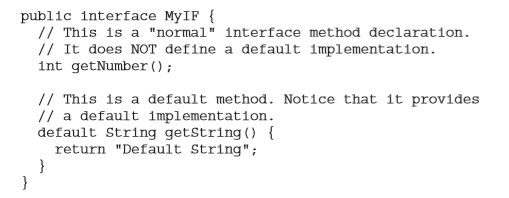 public interface MyIF {
  // This is a "normal" interface method declaration.
  // It does NOT define a default implementation.
  int getNumber();

  // This is a default method. Notice that it provides
  // a default implementation.
  default String getString() {
    return "Default String";
  }
}